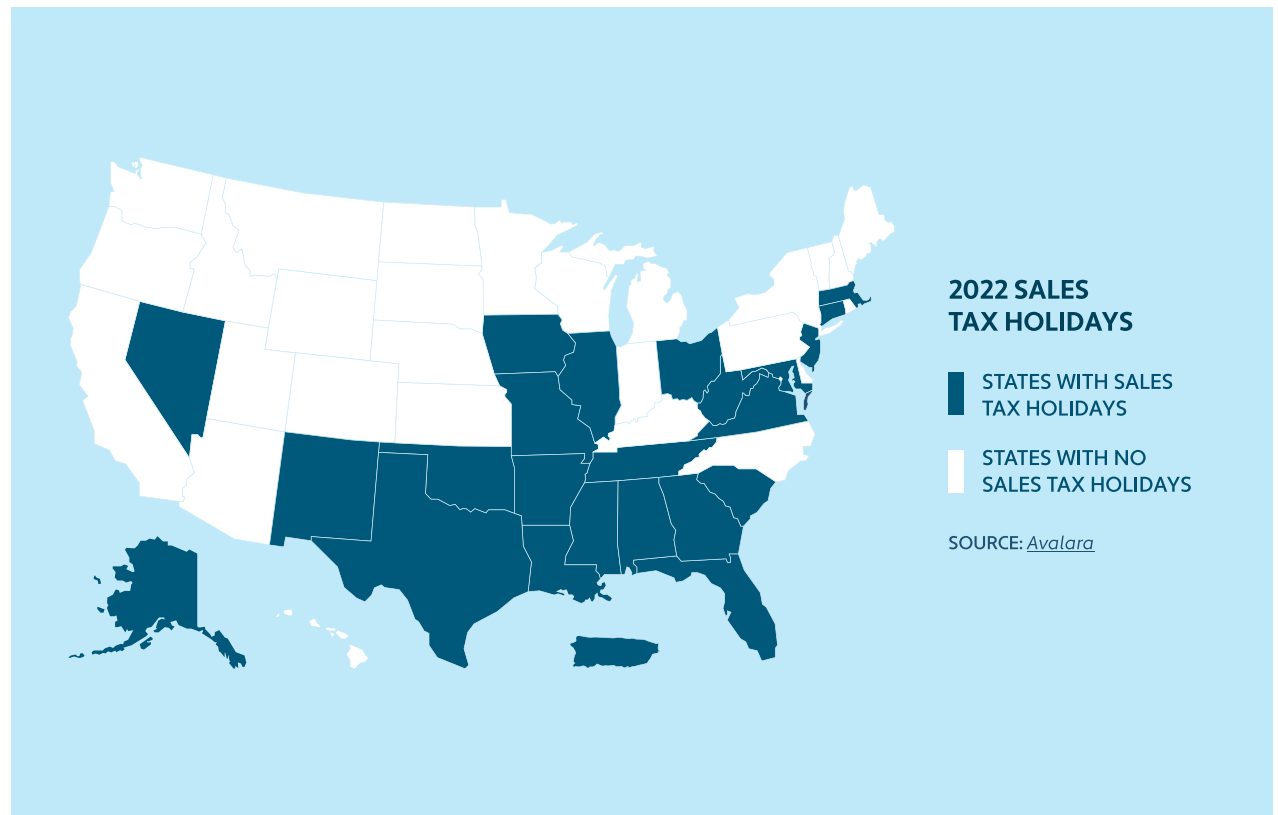 2022 SALES
TAX HOLIDAYS
STATES WITH SALES
TAX HOLIDAYS
STATES WITH NO
SALES TAX HOLIDAYS
SOURCE: Avalara